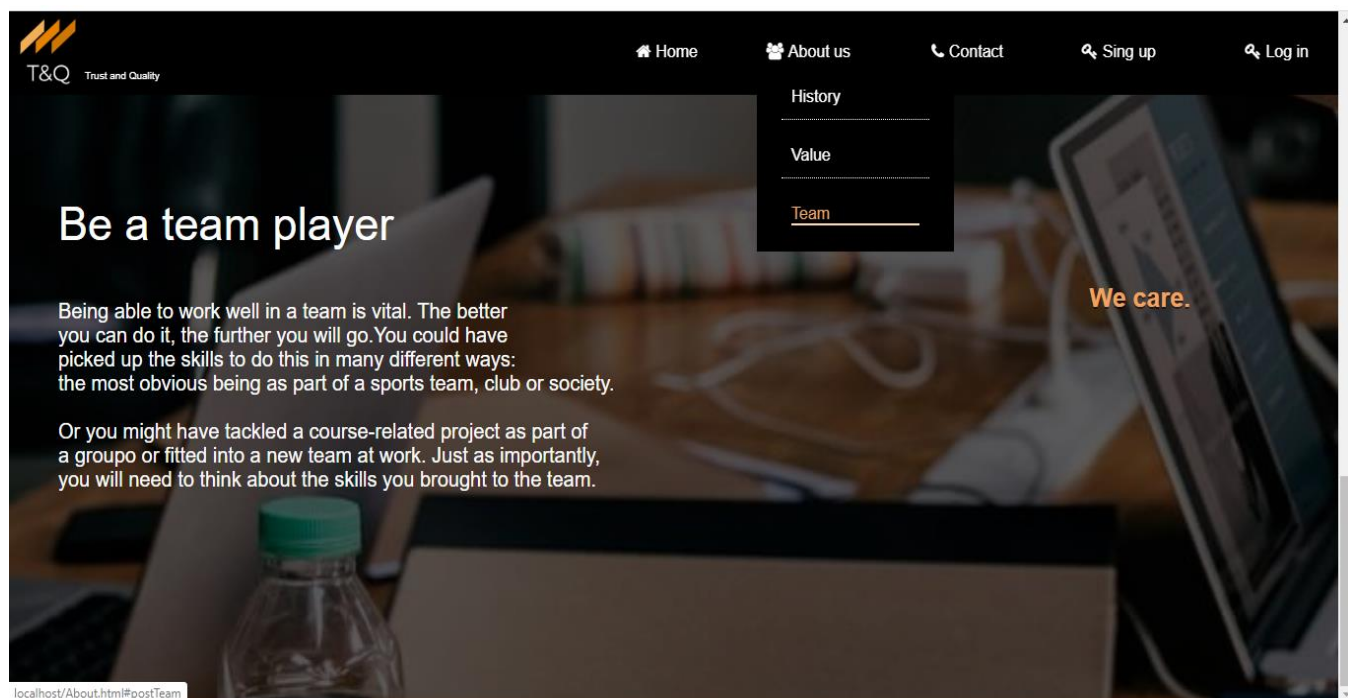 T&Q Trust and Quality
Home
About us
Contact
Sing up
Log in
History
Value
Team
Be a team player
We care.
Being able to work well in a team is vital. The better
you can do it, the further you will go.You could have
picked up the skills to do this in many different ways:
the most obvious being as part of a sports team, club or society.
Or you might have tackled a course-related project as part of
a groupo or fitted into a new team at work. Just as importantly,
you will need to think about the skills you brought to the team.
localhost/About.html#postTeam